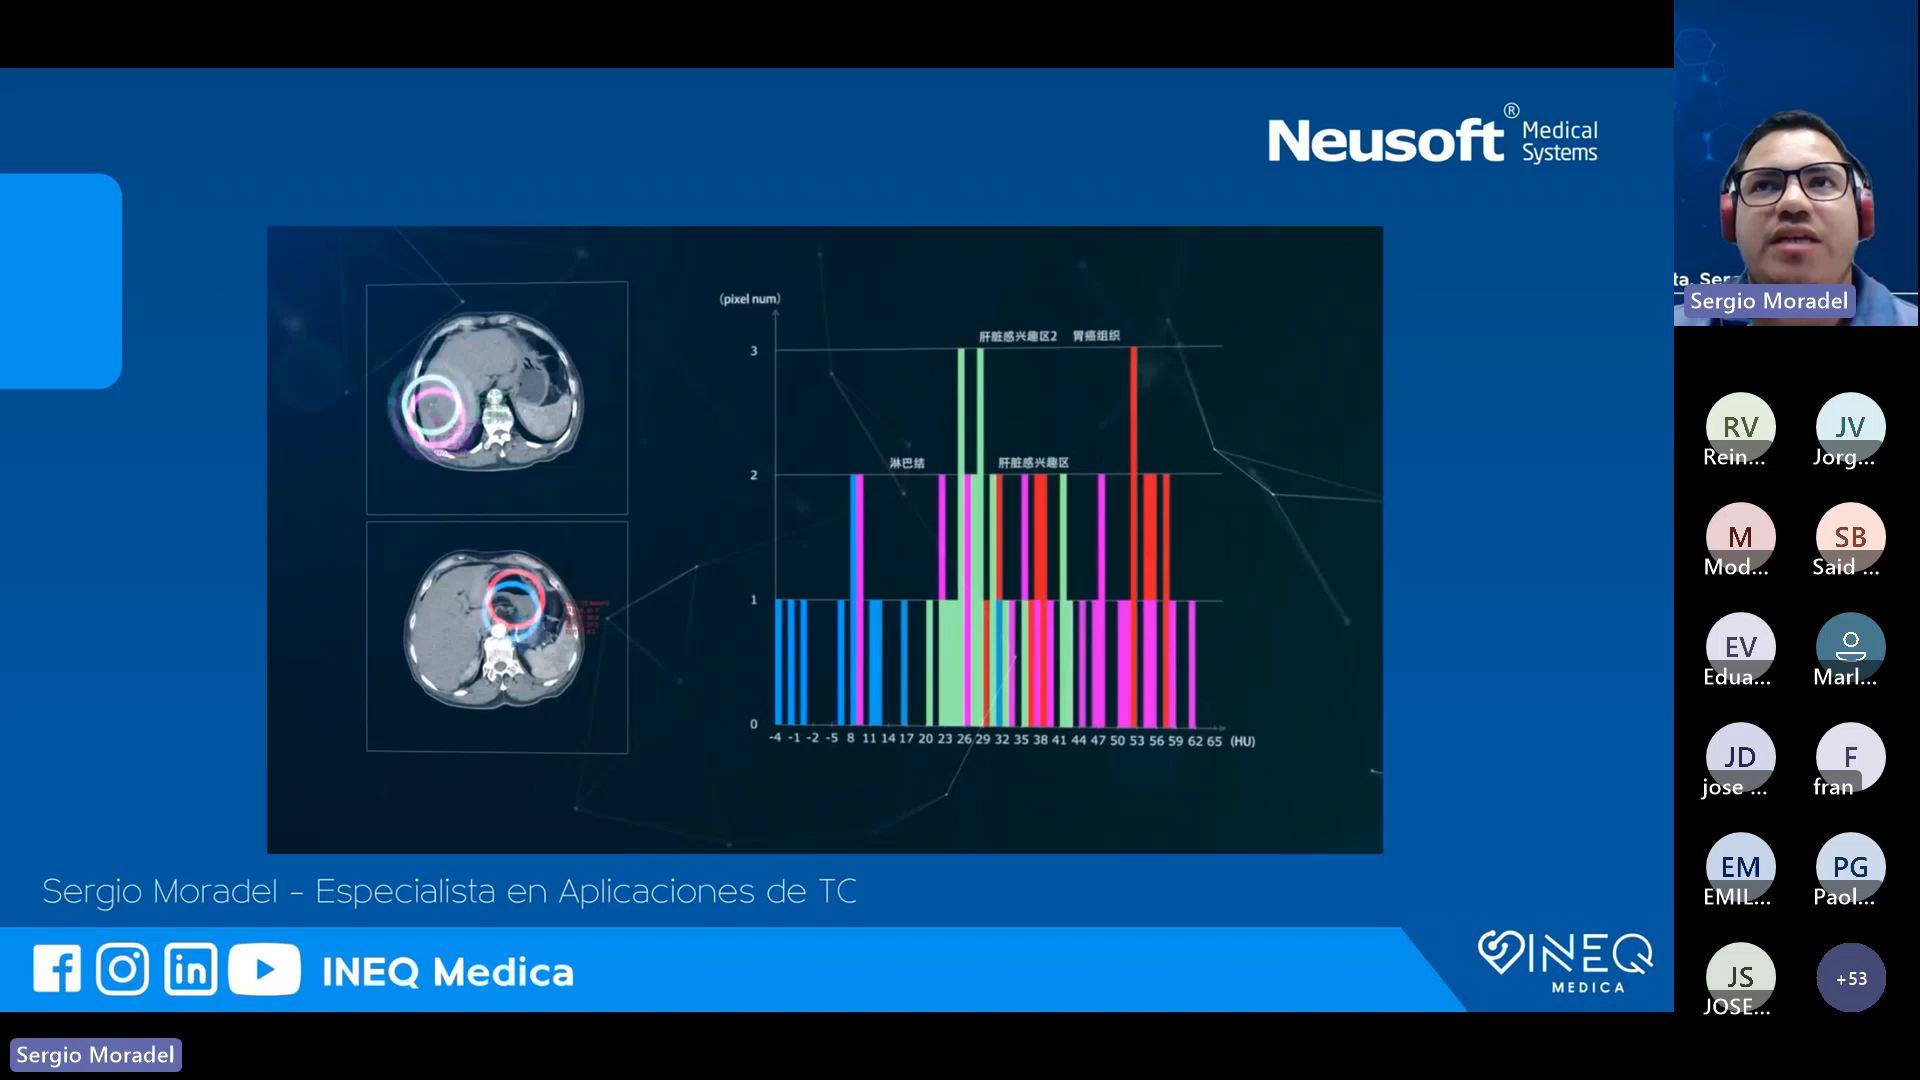 Neusoft®
Medical
Systems
(pixel num)
3
肝脏感兴趣区2 胃癌组织
2
淋巴结 肝脏感兴趣区
1
0
-4 -1 -2 -5 8 11 14 17 20 23 26 29 32 35 38 41 44 47 50 53 56 59 62 65 (HU)
Sergio Moradel - Especialista en Aplicaciones de TC
INEQ Medica
INEQ
MEDICA
Sergio Moradel
ta, Ser
Sergio Moradel
RV JV
Rein... Jorg...
M SB
Mod... Said ...
EV
Edua... Marl...
JD F
jose ... fran
EM PG
EMIL... Paol...
JS +53
JOSE...